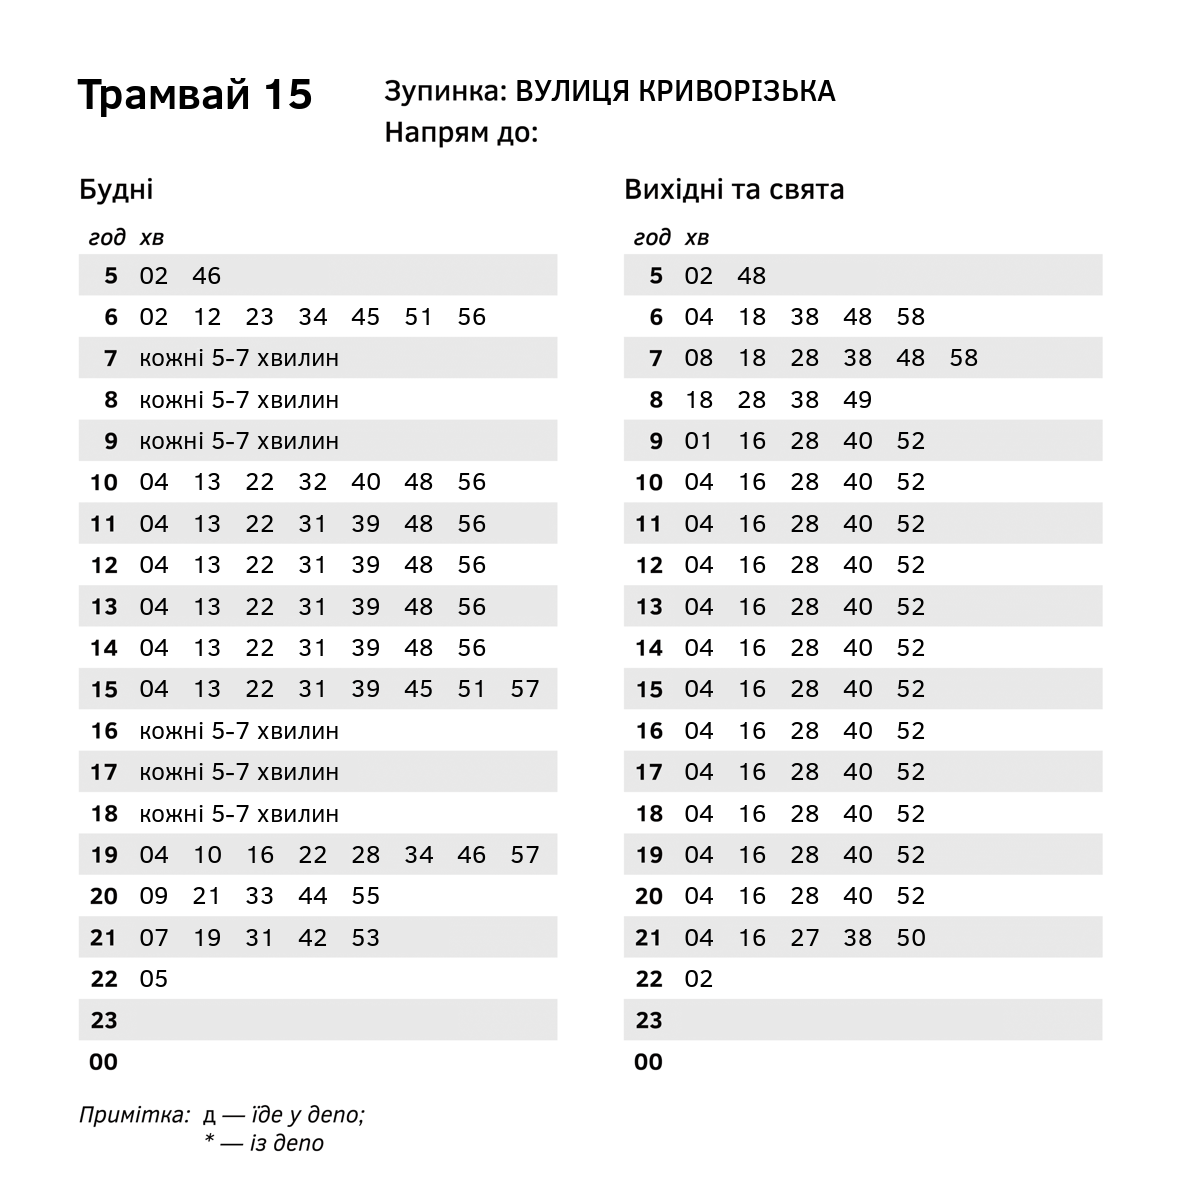 Трамвай 15
Зупинка: ВУЛИЦЯ КРИВОРІЗЬКА
Напрям до:
Будні
год хв
5 02 46
6 02 12 23 34 45 51 56
7 кожні 5-7 хвилин
8 кожні 5-7 хвилин
9 кожні 5-7 хвилин
10 04 13 22 32 40 48 56
11 04 13 22 31 39 48 56
12 04 13 22 31 39 48 56
13 04 13 22 31 39 48 56
14 04 13 22 31 39 48 56
15 04 13 22 31 39 45 51 57
16 кожні 5-7 хвилин
17 кожні 5-7 хвилин
18 кожні 5-7 хвилин
19 04 10 16 22 28 34 46 57
20 09 21 33 44 55
21 07 19 31 42 53
22 05
23
00
Вихідні та свята
год хв
5 02 48
6 04 18 38 48 58
7 08 18 28 38 48 58
8 18 28 38 49
9 01 16 28 40 52
10 04 16 28 40 52
11 04 16 28 40 52
12 04 16 28 40 52
13 04 16 28 40 52
14 04 16 28 40 52
15 04 16 28 40 52
16 04 16 28 40 52
17 04 16 28 40 52
18 04 16 28 40 52
19 04 16 28 40 52
20 04 16 28 40 52
21 04 16 27 38 50
22 02
23
00
Примітка: д — їде у депо;
* — із депо